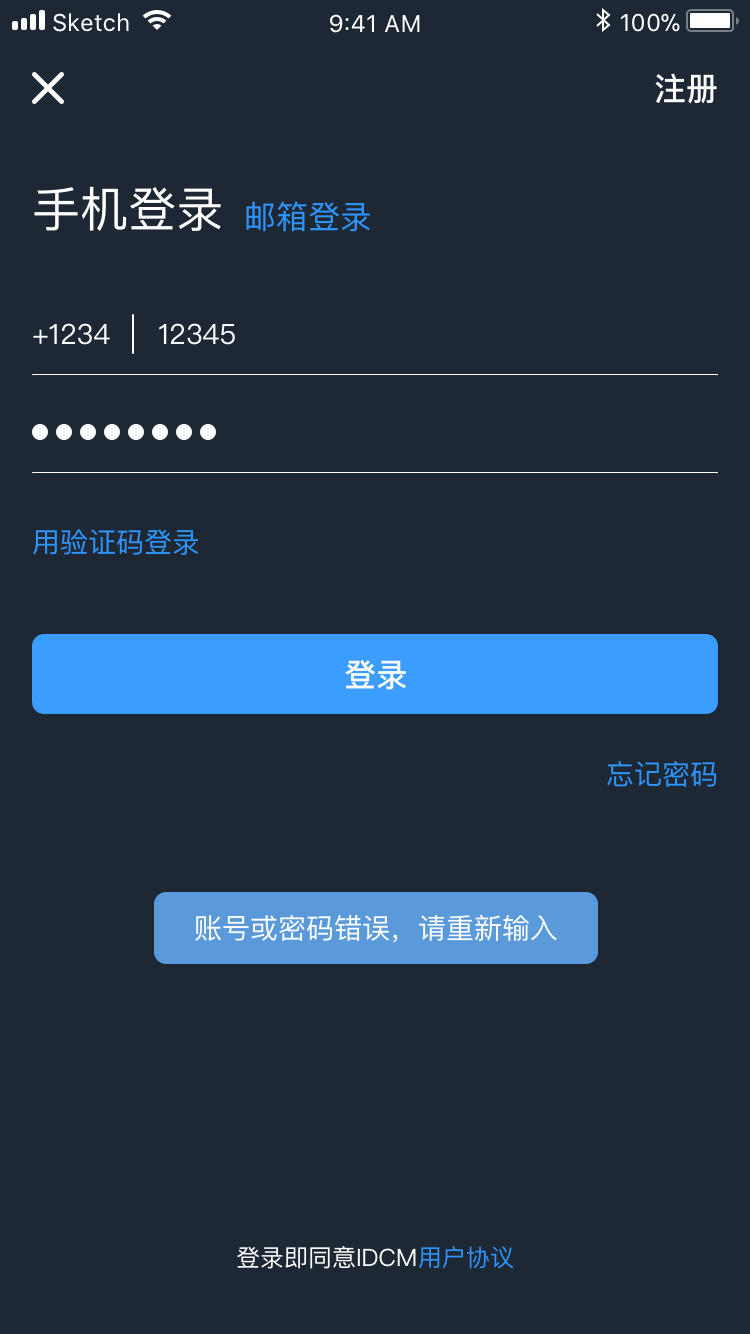 Sketch 9:41 AM 100%
注册
手机登录 邮箱登录
+1234 12345
用验证码登录
登录
忘记密码
账号或密码错误，请重新输入
登录即同意IDCM用户协议